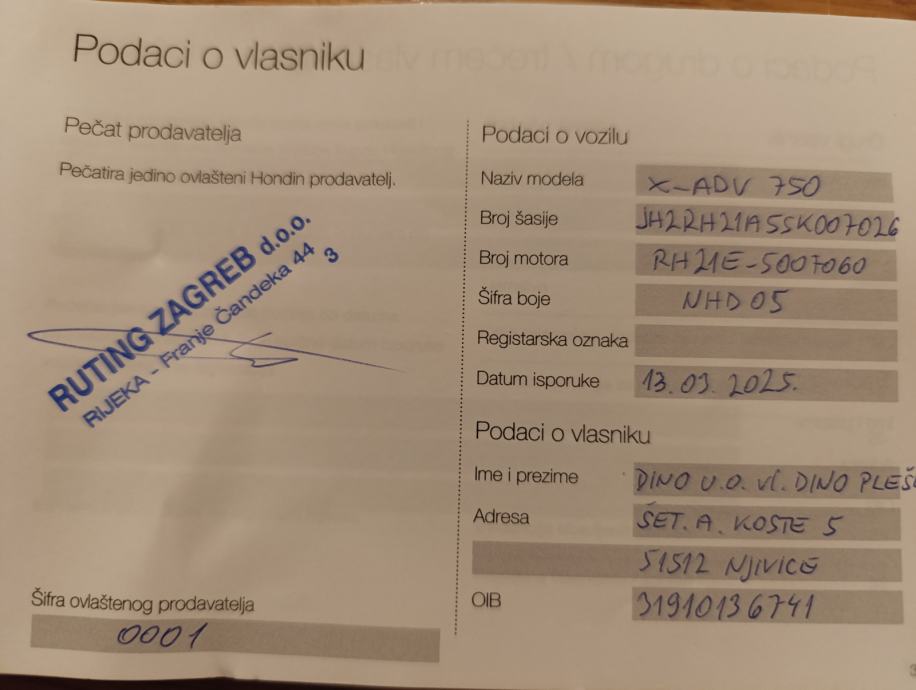 Podaci o vlasniku
Pečat prodavatelja
Pečatira jedino ovlašteni Hondin prodavatelj.
RUTING ZAGREB d.o.o.
RIJEKA - Franje Čandeka 44
3
Šifra ovlaštenog prodavatelja
0001
Podaci o vozilu
Naziv modela X-ADV 750
Broj šasije JH2RH21A5SK007026
Broj motora RH21E-5007060
Šifra boje NHD05
Registarska oznaka
Datum isporuke 13.03.2025.
Podaci o vlasniku
Ime i prezime DINO U.O. vl. DINO
Adresa ŠET. A. KOSTE 5
51512 NJIVICE
OIB 31910136741